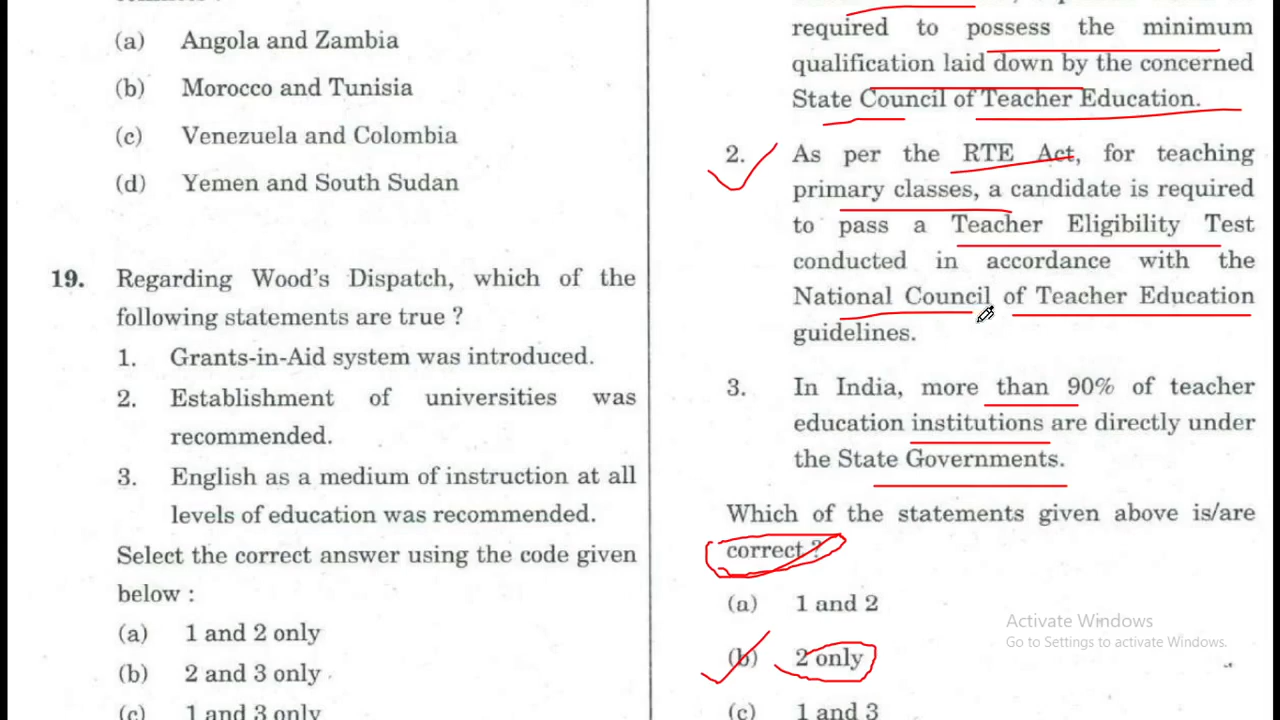 (a) Angola and Zambia
(b) Morocco and Tunisia
(c) Venezuela and Colombia
(d) Yemen and South Sudan
19. Regarding Wood's Dispatch, which of the
following statements are true ?
1. Grants-in-Aid system was introduced.
2. Establishment of universities was
recommended.
3. English as a medium of instruction at all
levels of education was recommended.
Select the correct answer using the code given
below :
(a) 1 and 2 only
(b) 2 and 3 only
(c) 1 and 3 only
required to possess the minimum
qualification laid down by the concerned
State Council of Teacher Education.
2. As per the RTE Act, for teaching
primary classes, a candidate is required
to pass a Teacher Eligibility Test
conducted in accordance with the
National Council of Teacher Education
guidelines.
3. In India, more than 90% of teacher
education institutions are directly under
the State Governments.
Which of the statements given above is/are
correct ?
(a) 1 and 2
(b) 2 only
(c) 1 and 3
Activate Windows
Go to Settings to activate Windows.